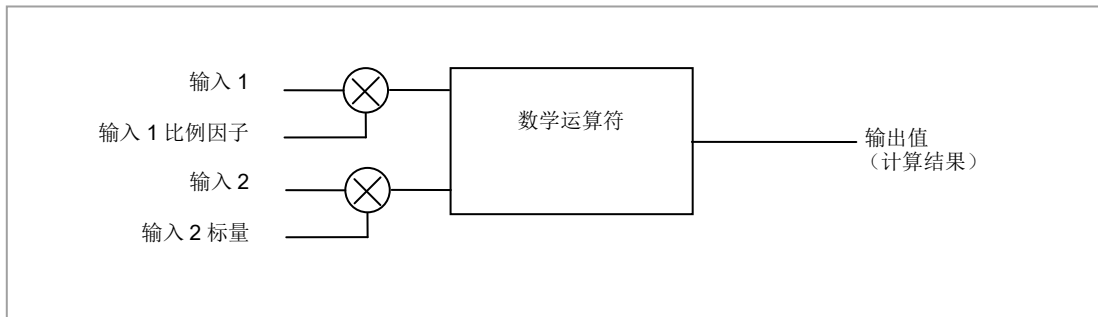 输入 1
输入 1 比例因子
数学运算符
输出值
（计算结果）
输入 2
输入 2 标量